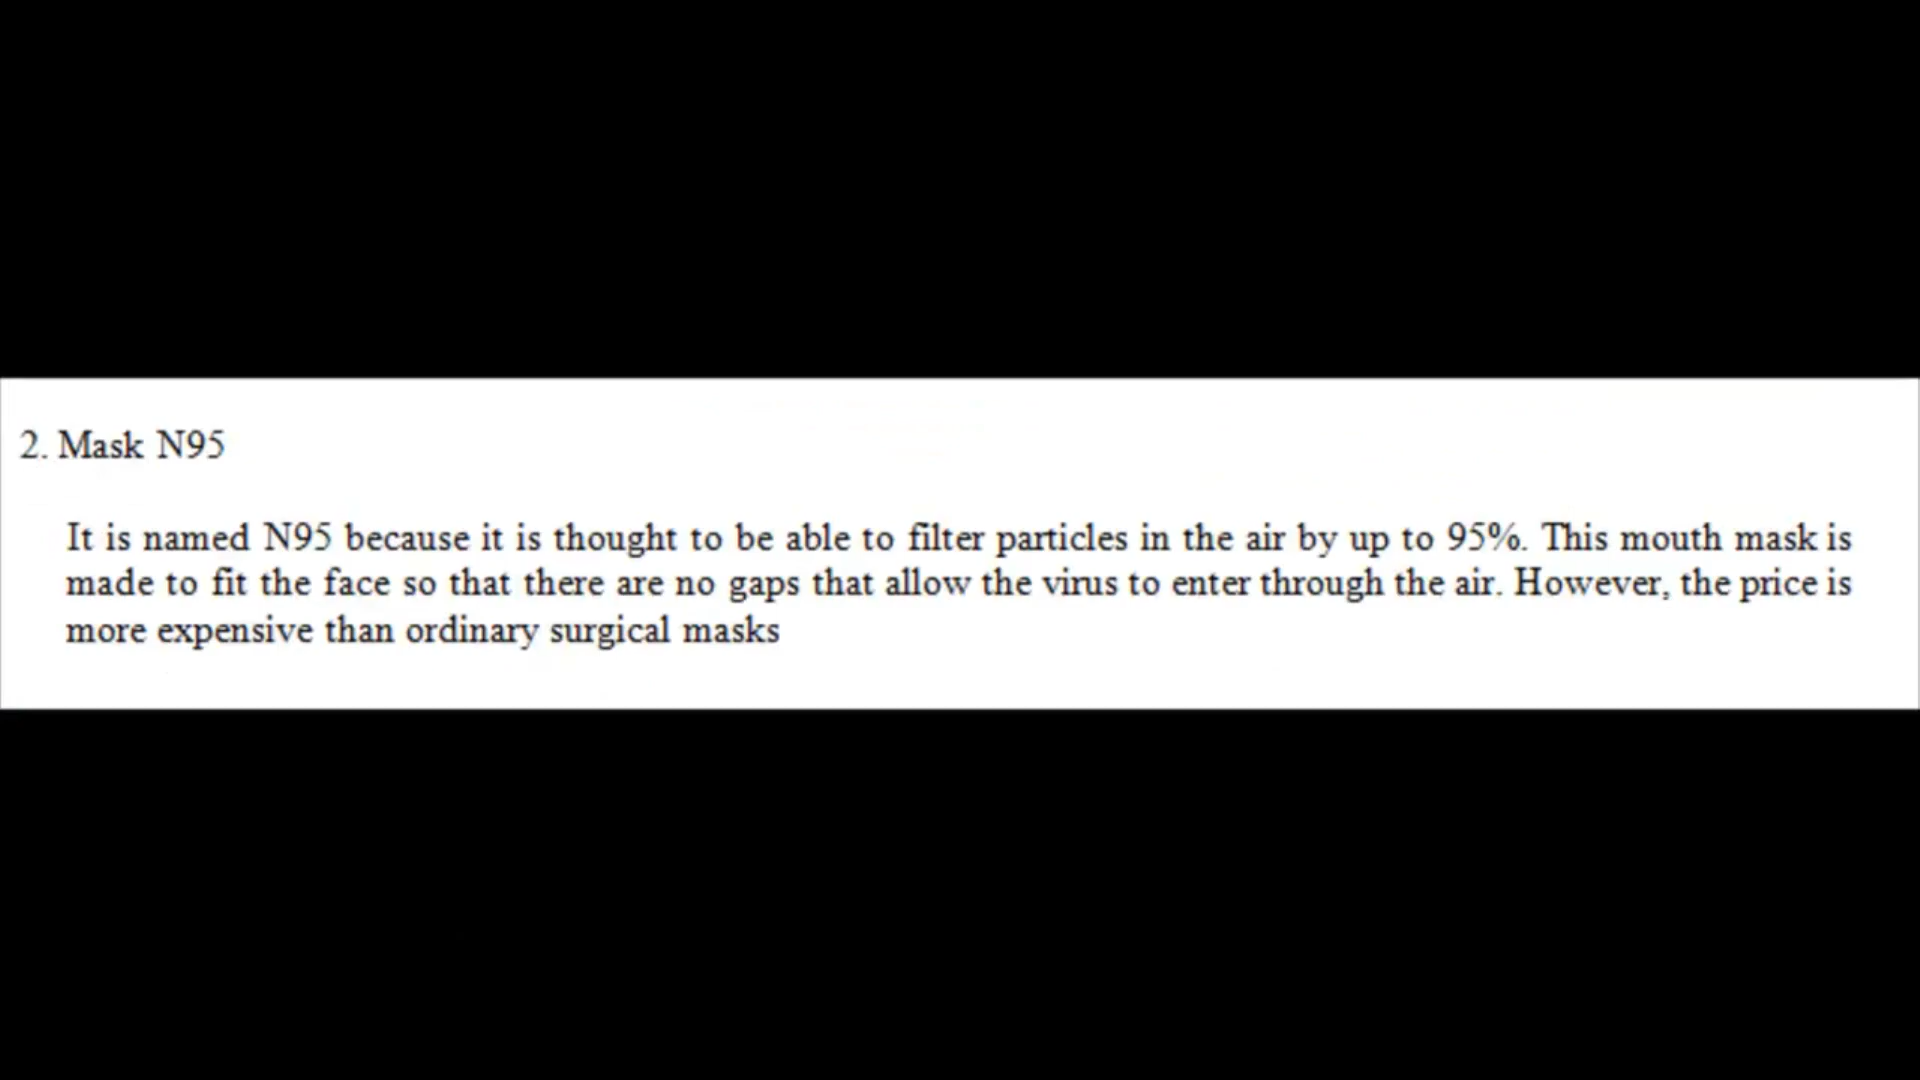 2. Mask N95
It is named N95 because it is thought to be able to filter particles in the air by up to 95%. This mouth mask is
made to fit the face so that there are no gaps that allow the virus to enter through the air. However, the price is
more expensive than ordinary surgical masks